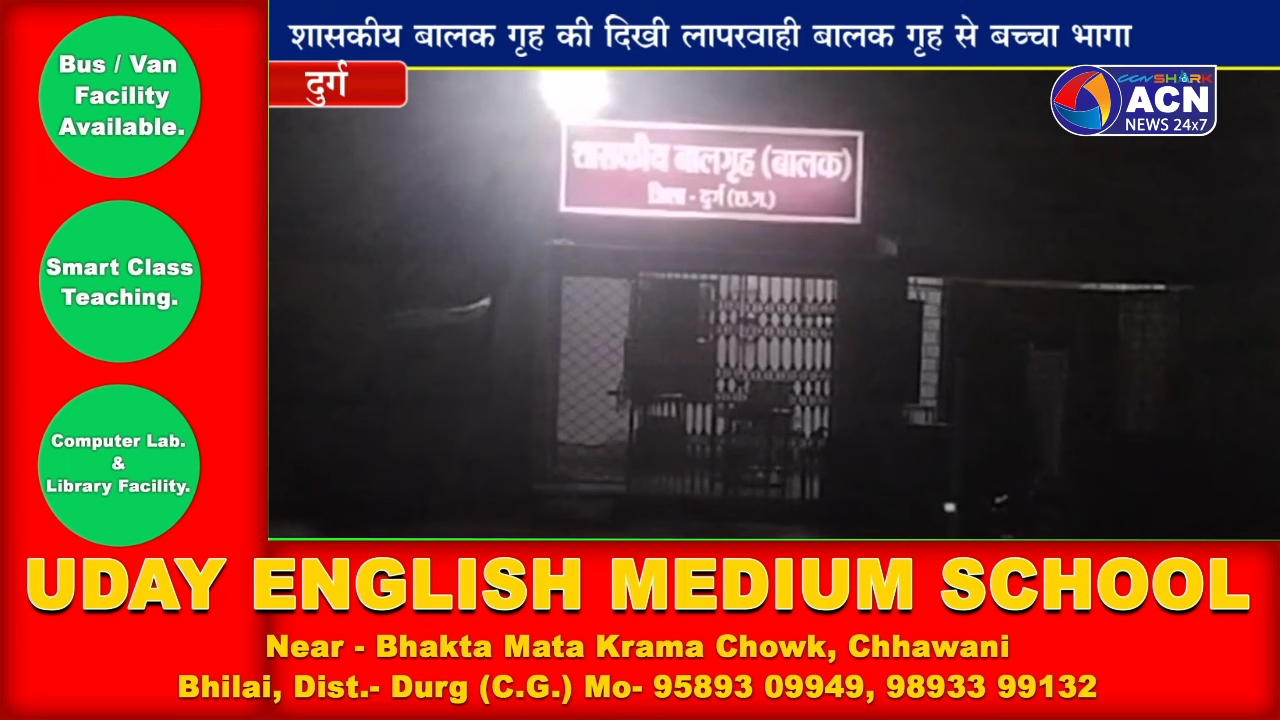 शासकीय बालक गृह की दिखी लापरवाही बालक गृह से बच्चा भागा
दुर्ग
CCN SHARK
ACN
NEWS 24x7
शासकीय बालगृह (बालक)
जिला - दुर्ग (छ.ग.)
Bus / Van
Facility
Available.
Smart Class
Teaching.
Computer Lab.
&
Library Facility.
UDAY ENGLISH MEDIUM SCHOOL
Near - Bhakta Mata Krama Chowk, Chhawani
Bhilai, Dist.- Durg (C.G.) Mo- 95893 09949, 98933 99132